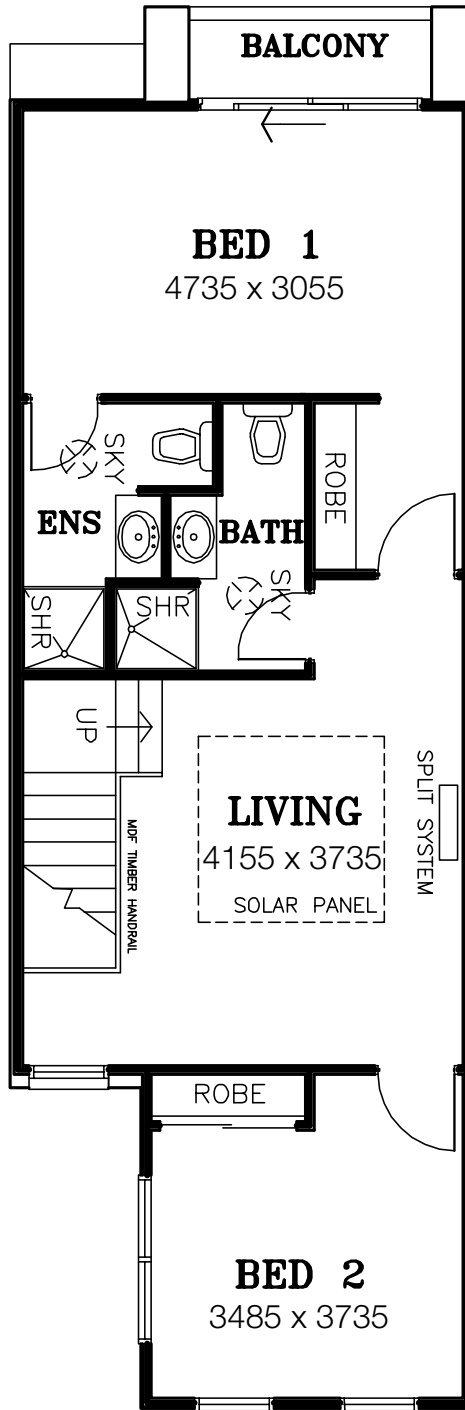 BALCONY
BED 1
4735 x 3055
SKY
ROBE
ENS
BATH
SKY
SHR
SHR
UP
MDF TIMBER HANDRAIL
LIVING
4155 x 3735
SOLAR PANEL
SPLIT SYSTEM
ROBE
BED 2
3485 x 3735